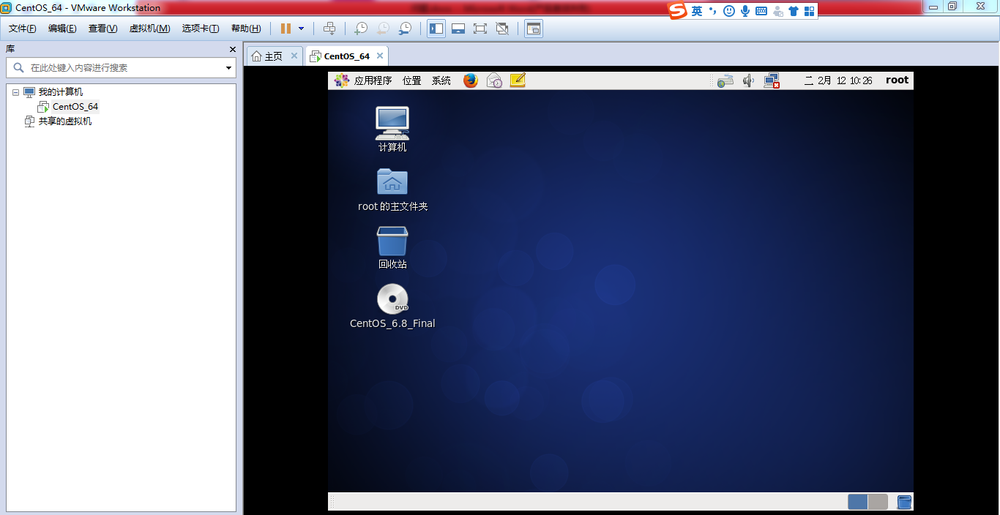 CentOS_64 - VMware Workstation
英
文件(F) 编辑(E) 查看(V) 虚拟机(M) 选项卡(T) 帮助(H)
库
在此处键入内容进行搜索
我的计算机
CentOS_64
共享的虚拟机
主页 CentOS_64
应用程序 位置 系统 二 2月 12 10:26 root
计算机
root 的主文件夹
回收站
DVD
CentOS_6.8_Final